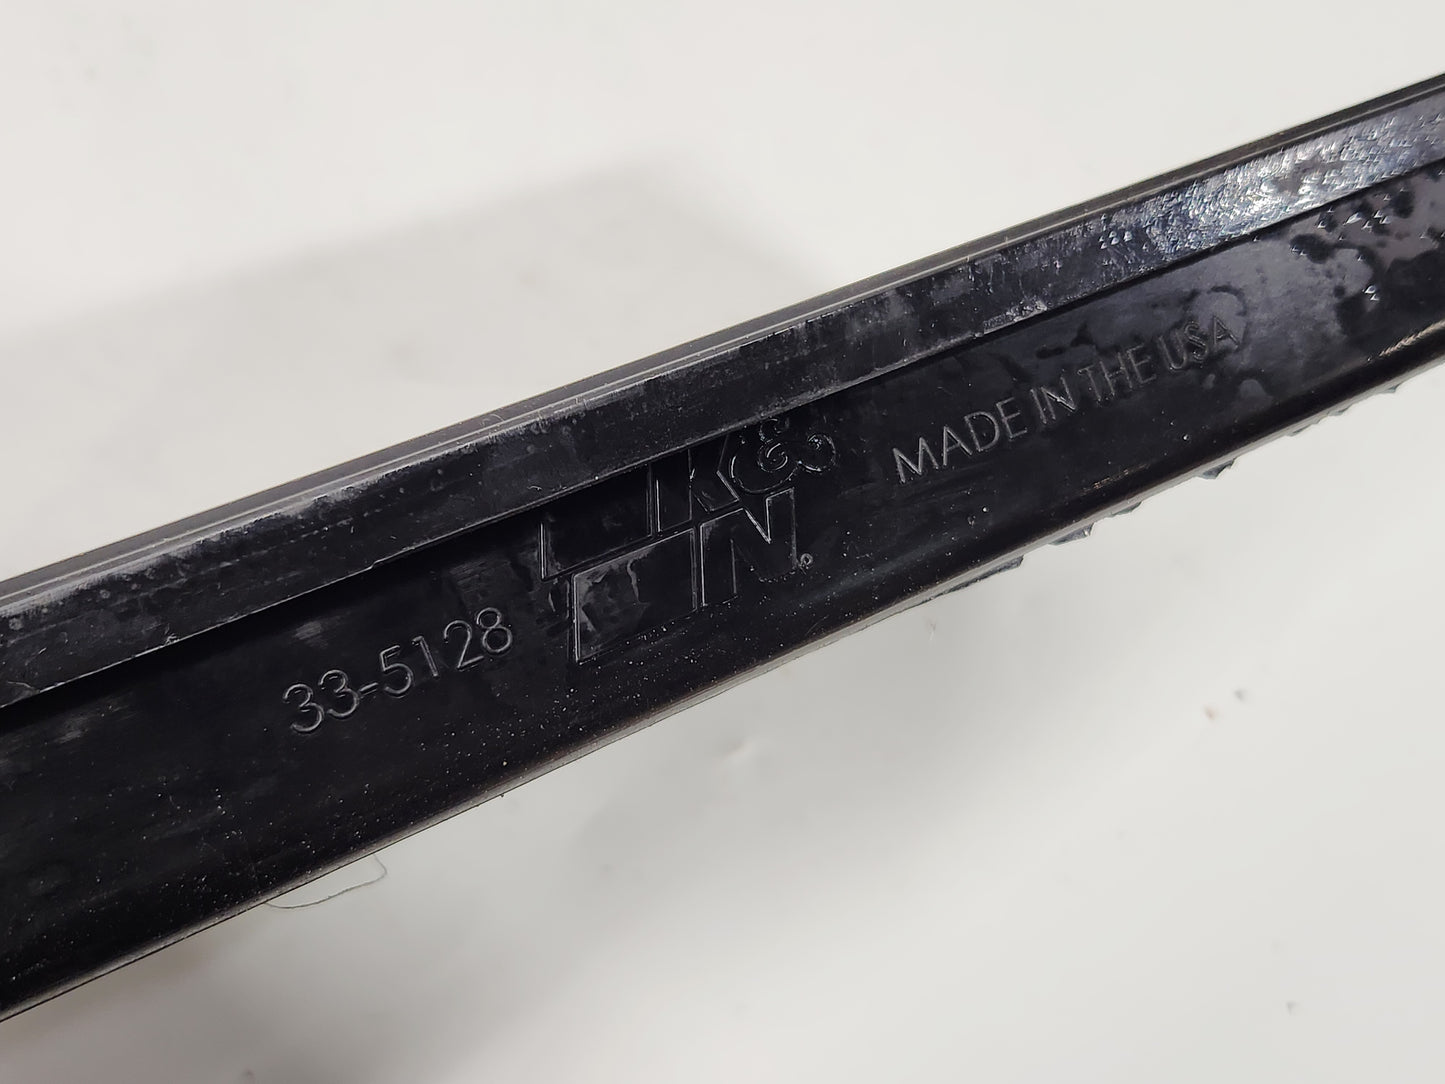 33-5128
K&N®
MADE IN THE USA